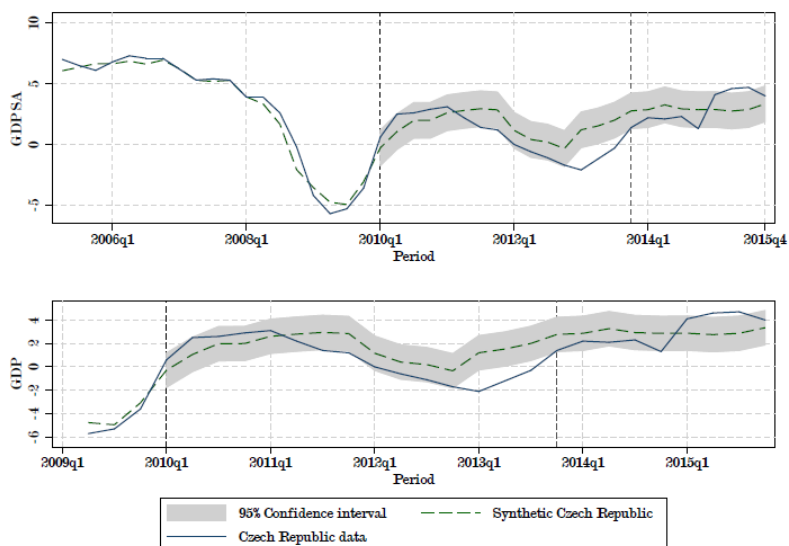 10
5
0
-5
GDPSA
2006q1 2008q1 2010q1 2012q1 2014q1 2015q4
Period
4
2
0
-2
-4
-6
GDP
2009q1 2010q1 2011q1 2012q1 2013q1 2014q1 2015q1
Period
95% Confidence interval Synthetic Czech Republic
Czech Republic data